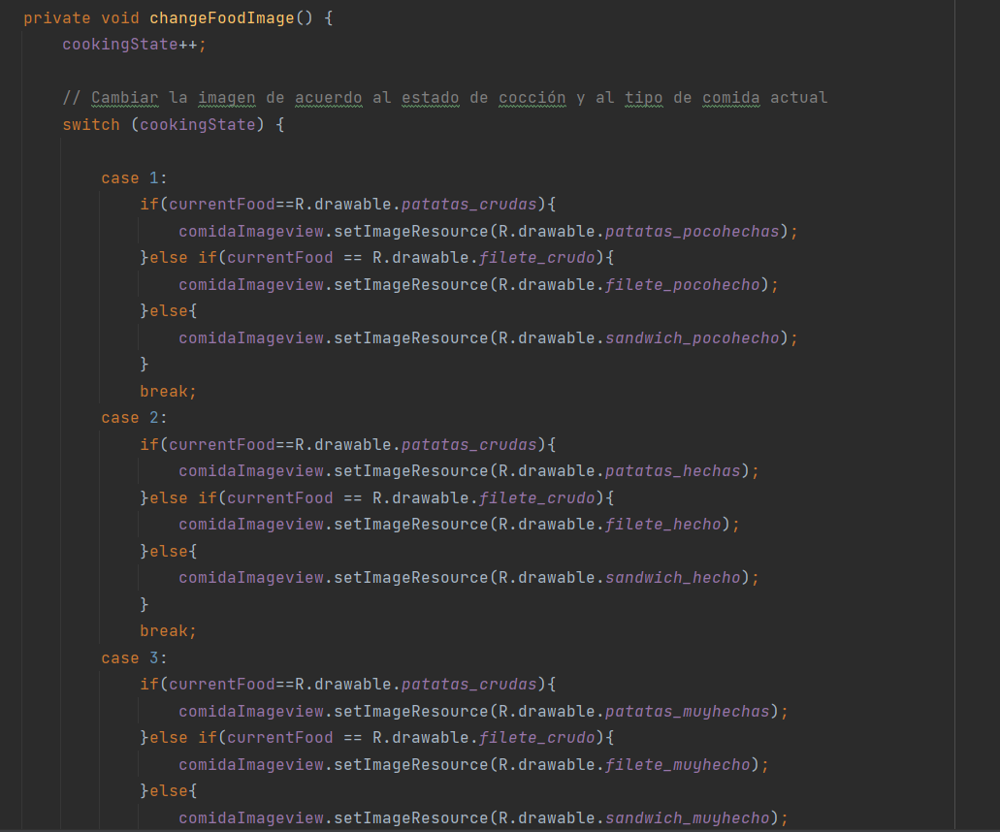 private void changeFoodImage() {
cookingState++;
// Cambiar la imagen de acuerdo al estado de cocción y al tipo de comida actual
switch (cookingState) {
case 1:
if(currentFood==R.drawable.patatas_crudas){
comidaImageview.setImageResource(R.drawable.patatas_pocohechas);
}else if(currentFood == R.drawable.filete_crudo){
comidaImageview.setImageResource(R.drawable.filete_pocohecho);
}else{
comidaImageview.setImageResource(R.drawable.sandwich_pocohecho);
}
break;
case 2:
if(currentFood==R.drawable.patatas_crudas){
comidaImageview.setImageResource(R.drawable.patatas_hechas);
}else if(currentFood == R.drawable.filete_crudo){
comidaImageview.setImageResource(R.drawable.filete_hecho);
}else{
comidaImageview.setImageResource(R.drawable.sandwich_hecho);
}
break;
case 3:
if(currentFood==R.drawable.patatas_crudas){
comidaImageview.setImageResource(R.drawable.patatas_muyhechas);
}else if(currentFood == R.drawable.filete_crudo){
comidaImageview.setImageResource(R.drawable.filete_muyhecho);
}else{
comidaImageview.setImageResource(R.drawable.sandwich_muyhecho);